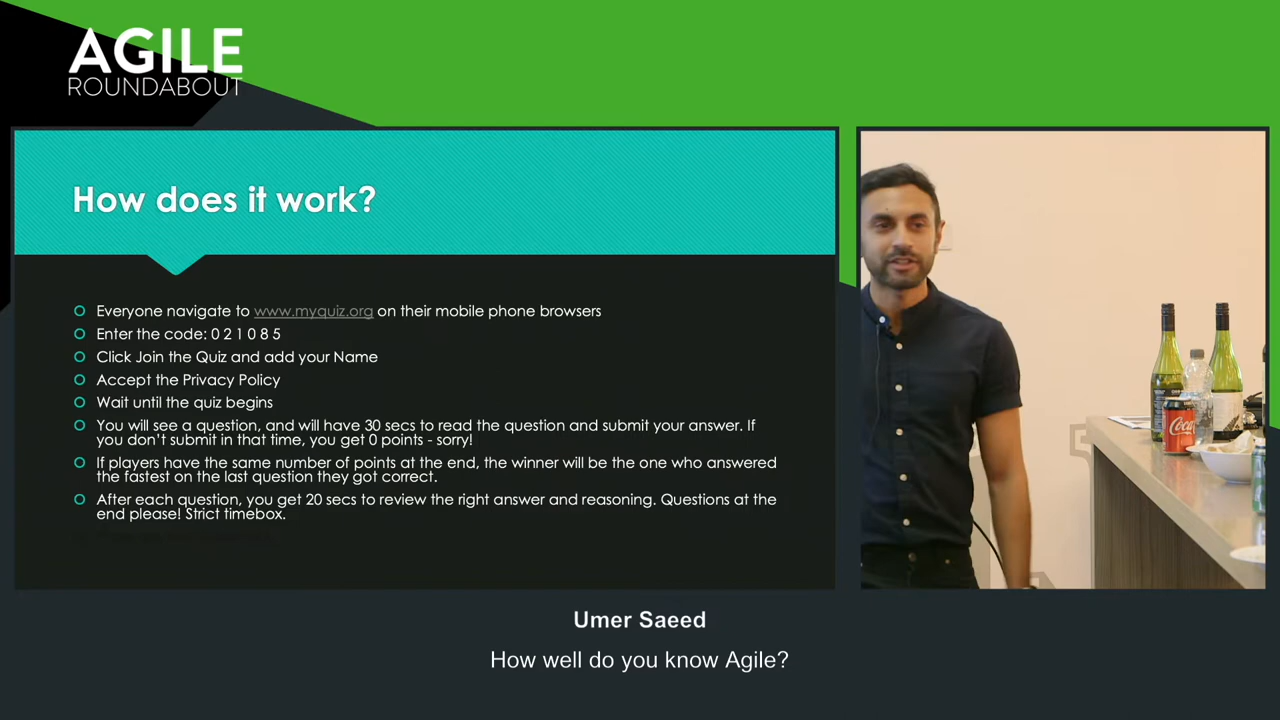 AGILE
ROUNDABOUT
How does it work?
Everyone navigate to www.myquiz.org on their mobile phone browsers
Enter the code: 0 2 1 0 8 5
Click Join the Quiz and add your Name
Accept the Privacy Policy
Wait until the quiz begins
You will see a question, and will have 30 secs to read the question and submit your answer. If
you don't submit in that time, you get 0 points - sorry!
If players have the same number of points at the end, the winner will be the one who answered
the fastest on the last question they got correct.
After each question, you get 20 secs to review the right answer and reasoning. Questions at the
end please! Strict timebox.
Umer Saeed
How well do you know Agile?